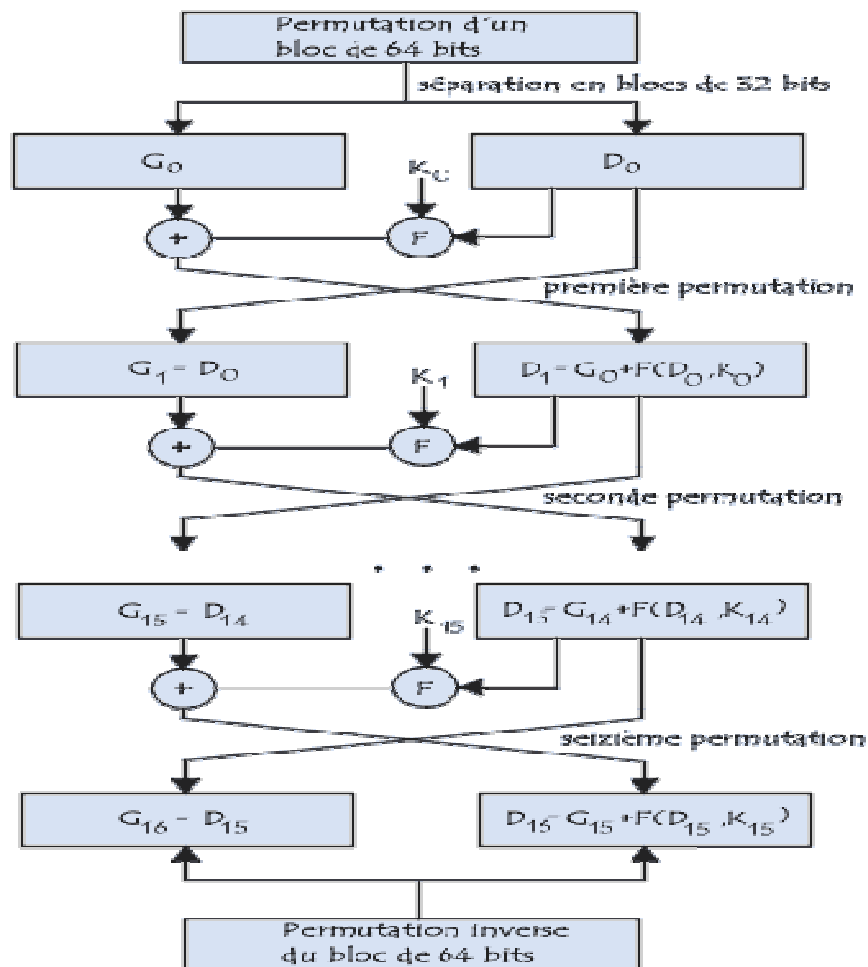 Permutation d'un
bloc de 64 bits
séparation en blocs de 32 bits
G0
K0
D0
+
F
première permutation
G1 = D0
K1
D1 = G0 + F(D0,K0)
+
F
seconde permutation
. . .
G15 = D14
K15
D15 = G14 + F(D14,K14)
+
F
seizième permutation
G16 = D15
D16 = G15 + F(D15,K15)
Permutation inverse
du bloc de 64 bits